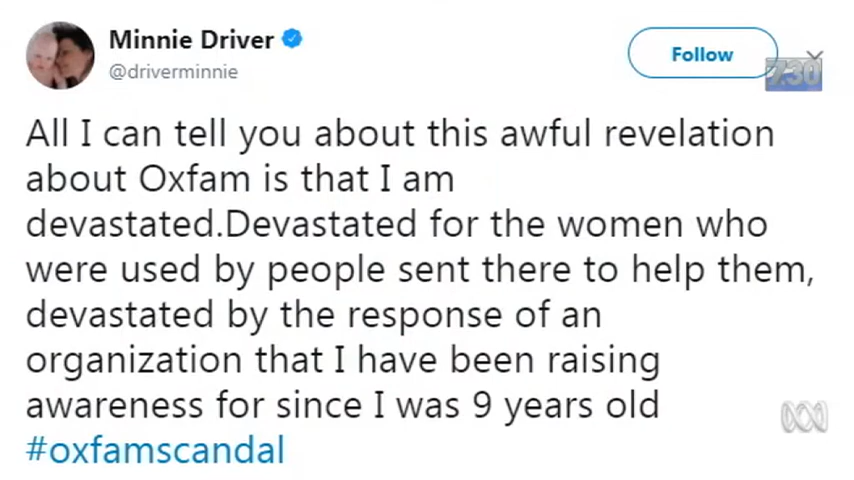 Minnie Driver
@driverminnie
Follow
7.30
All I can tell you about this awful revelation
about Oxfam is that I am
devastated.Devastated for the women who
were used by people sent there to help them,
devastated by the response of an
organization that I have been raising
awareness for since I was 9 years old
#oxfamscandal